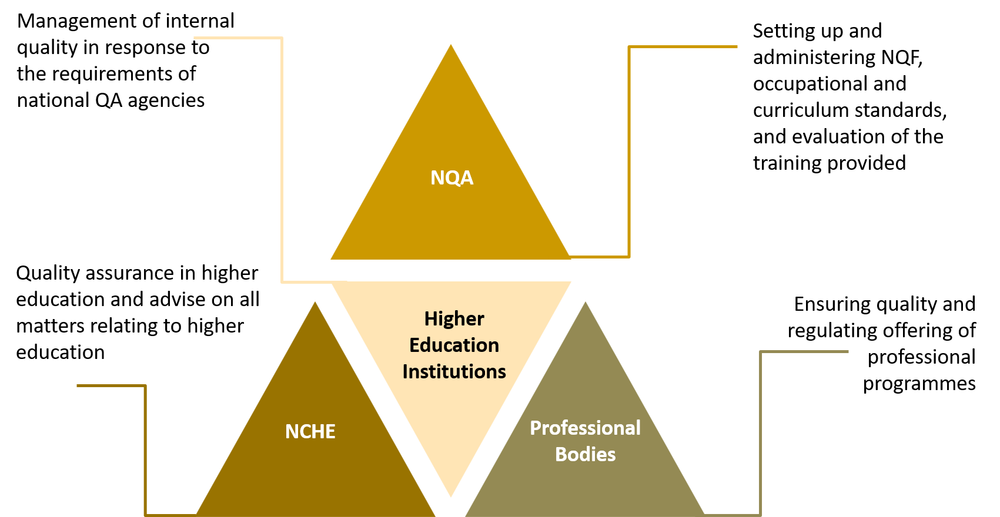 Management of internal
quality in response to
the requirements of
national QA agencies
Setting up and
administering NQF,
occupational and
curriculum standards,
and evaluation of the
training provided
NQA
Quality assurance in higher
education and advise on all
matters relating to higher
education
Higher
Education
Institutions
Ensuring quality and
regulating offering of
professional
programmes
NCHE
Professional
Bodies